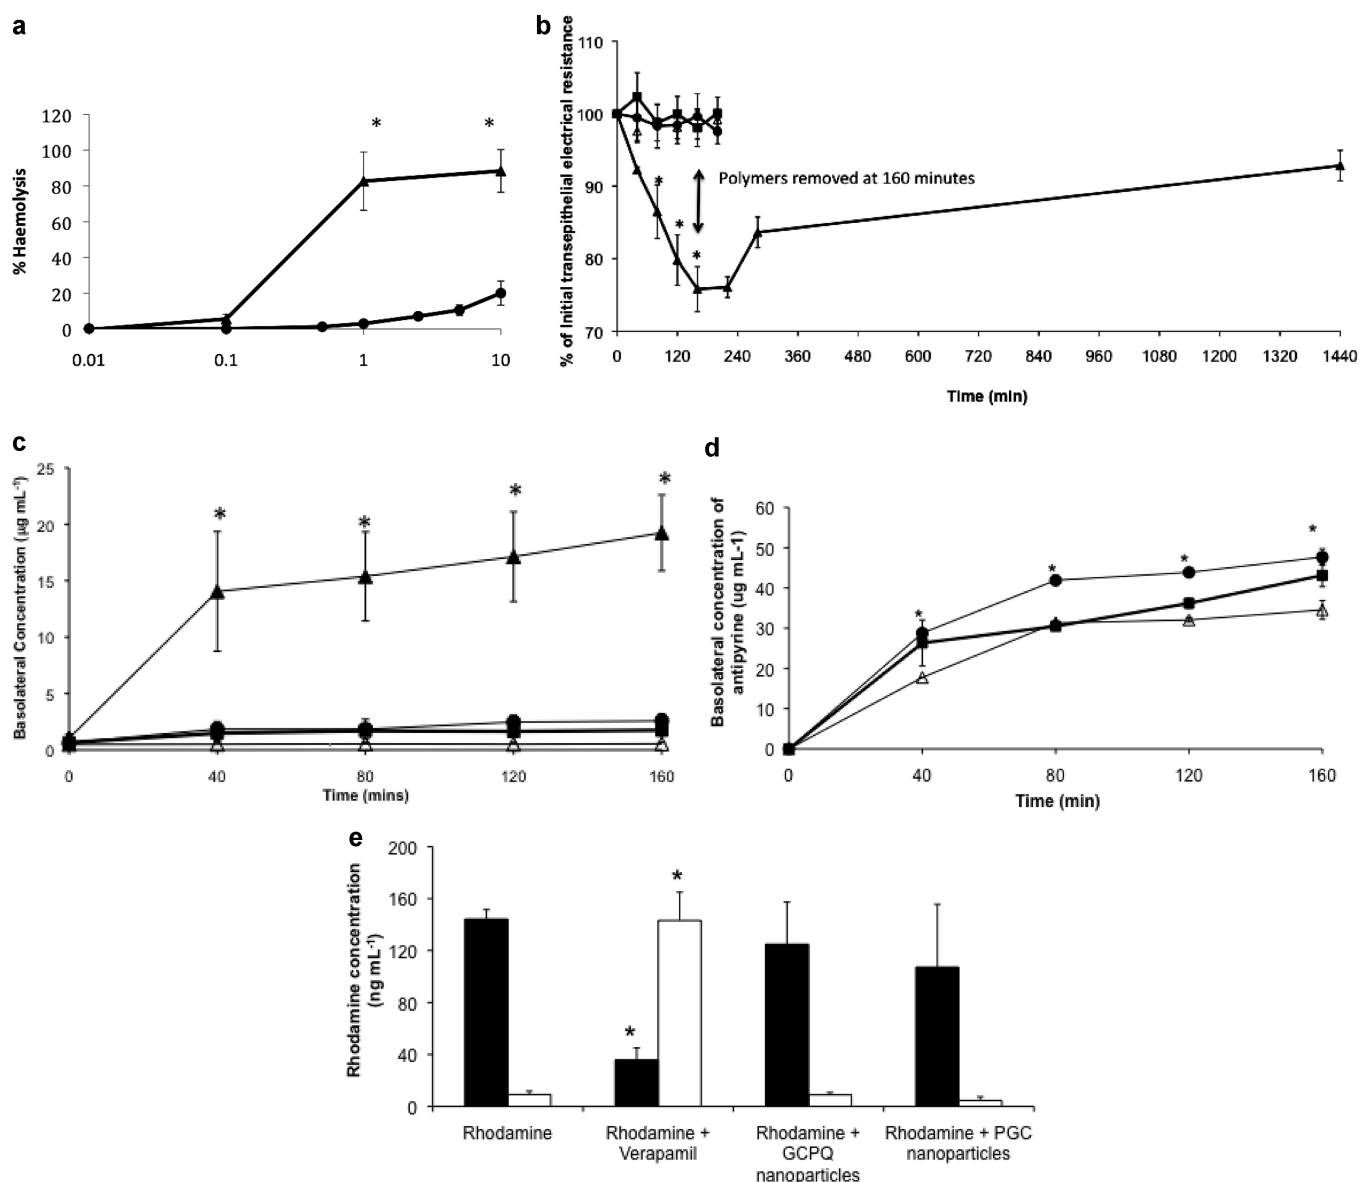 a
% Haemolysis
120
100
80
60
40
20
0
0.01 0.1 1 10
* *
b
% of Initial transepithelial electrical resistance
110
100
90
80
70
Polymers removed at 160 minutes
* * *
0 120 240 360 480 600 720 840 960 1080 1200 1320 1440
Time (min)
c
Basolateral Concentration (µg mL-1)
25
20
15
10
5
0
* * * *
0 40 80 120 160
Time (mins)
d
Basolateral concentration of
antipyrine (ug mL-1)
60
50
40
30
20
10
0
* * * *
0 40 80 120 160
Time (min)
e
Rhodamine concentration
(ng mL-1)
200
160
120
80
40
0
* *
Rhodamine
Rhodamine +
Verapamil
Rhodamine +
GCPQ
nanoparticles
Rhodamine + PGC
nanoparticles